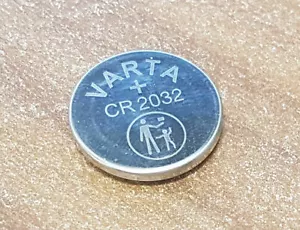 VARTA
+
CR 2032